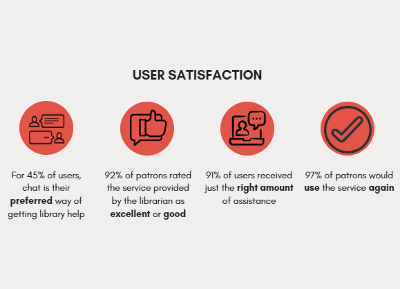 USER SATISFACTION
For 45% of users,
chat is their
preferred way of
getting library help
92% of patrons rated
the service provided
by the librarian as
excellent or good
91% of users received
just the right amount
of assistance
97% of patrons would
use the service again